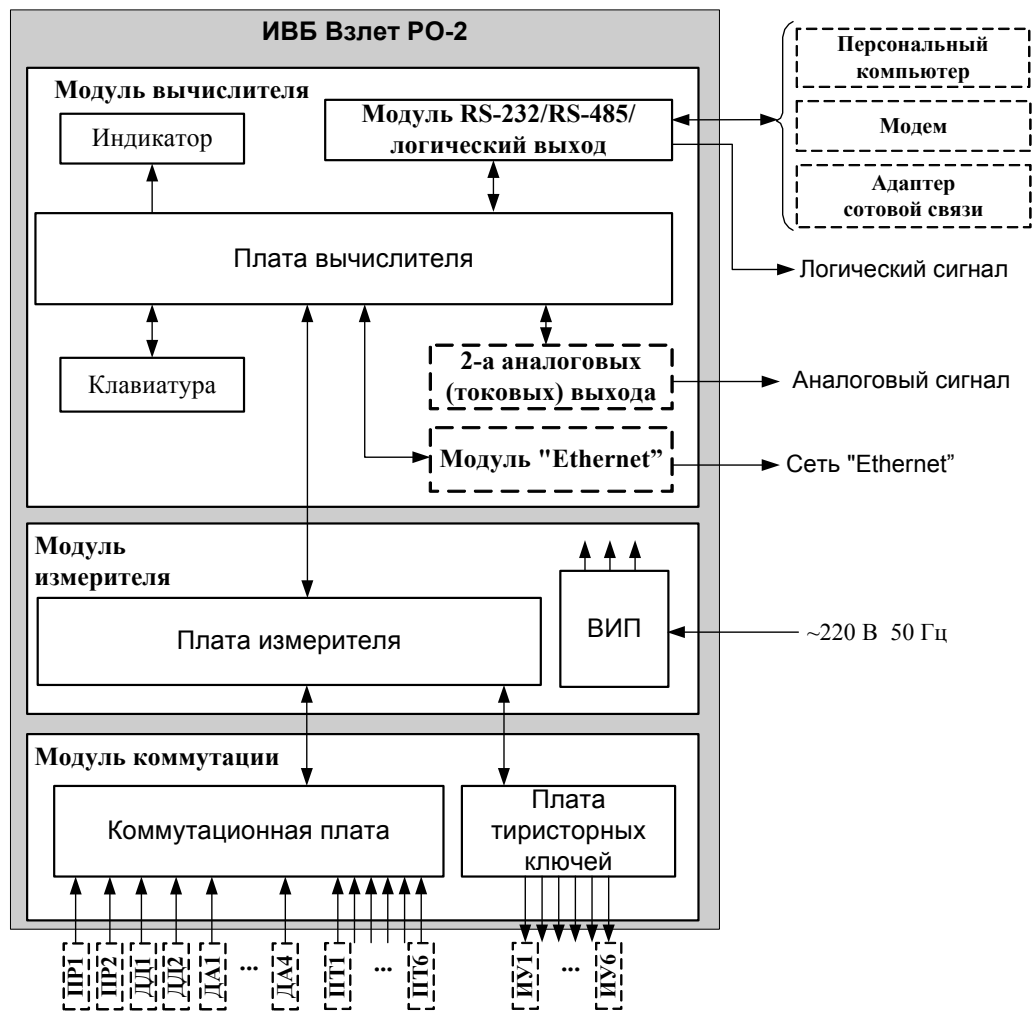 ИВБ Взлет РО-2
Модуль вычислителя
Индикатор
Модуль RS-232/RS-485/
логический выход
Персональный
компьютер
Модем
Адаптер
сотовой связи
Плата вычислителя
Логический сигнал
Клавиатура
2-а аналоговых
(токовых) выхода
Аналоговый сигнал
Модуль "Ethernet”
Сеть "Ethernet”
Модуль
измерителя
Плата измерителя
ВИП
~220 В 50 Гц
Модуль коммутации
Коммутационная плата
Плата
тиристорных
ключей
ПР1
ПР2
ДД1
ДД2
ДА1
...
ДА4
ПТ1
...
ПТ6
ИУ1
...
ИУ6